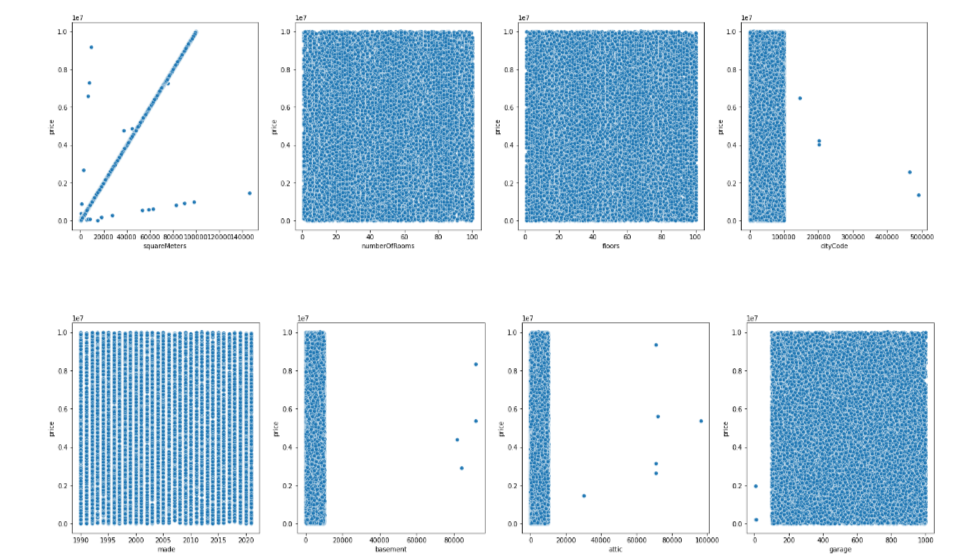 1e7 1e7 1e7 1e7
1.0 1.0 1.0 1.0
0.8 0.8 0.8 0.8
0.6 0.6 0.6 0.6
price price price price
0.4 0.4 0.4 0.4
0.2 0.2 0.2 0.2
0.0 0.0 0.0 0.0
0 20000 40000 60000 80000 100000 120000 140000 0 20 40 60 80 100 0 20 40 60 80 100 0 100000 200000 300000 400000 500000
squareMeters numberOfRooms floors cityCode
1e7 1e7 1e7 1e7
1.0 1.0 1.0 1.0
0.8 0.8 0.8 0.8
0.6 0.6 0.6 0.6
price price price price
0.4 0.4 0.4 0.4
0.2 0.2 0.2 0.2
0.0 0.0 0.0 0.0
1990 1995 2000 2005 2010 2015 2020 0 20000 40000 60000 80000 0 20000 40000 60000 80000 100000 0 200 400 600 800 1000
made basement attic garage